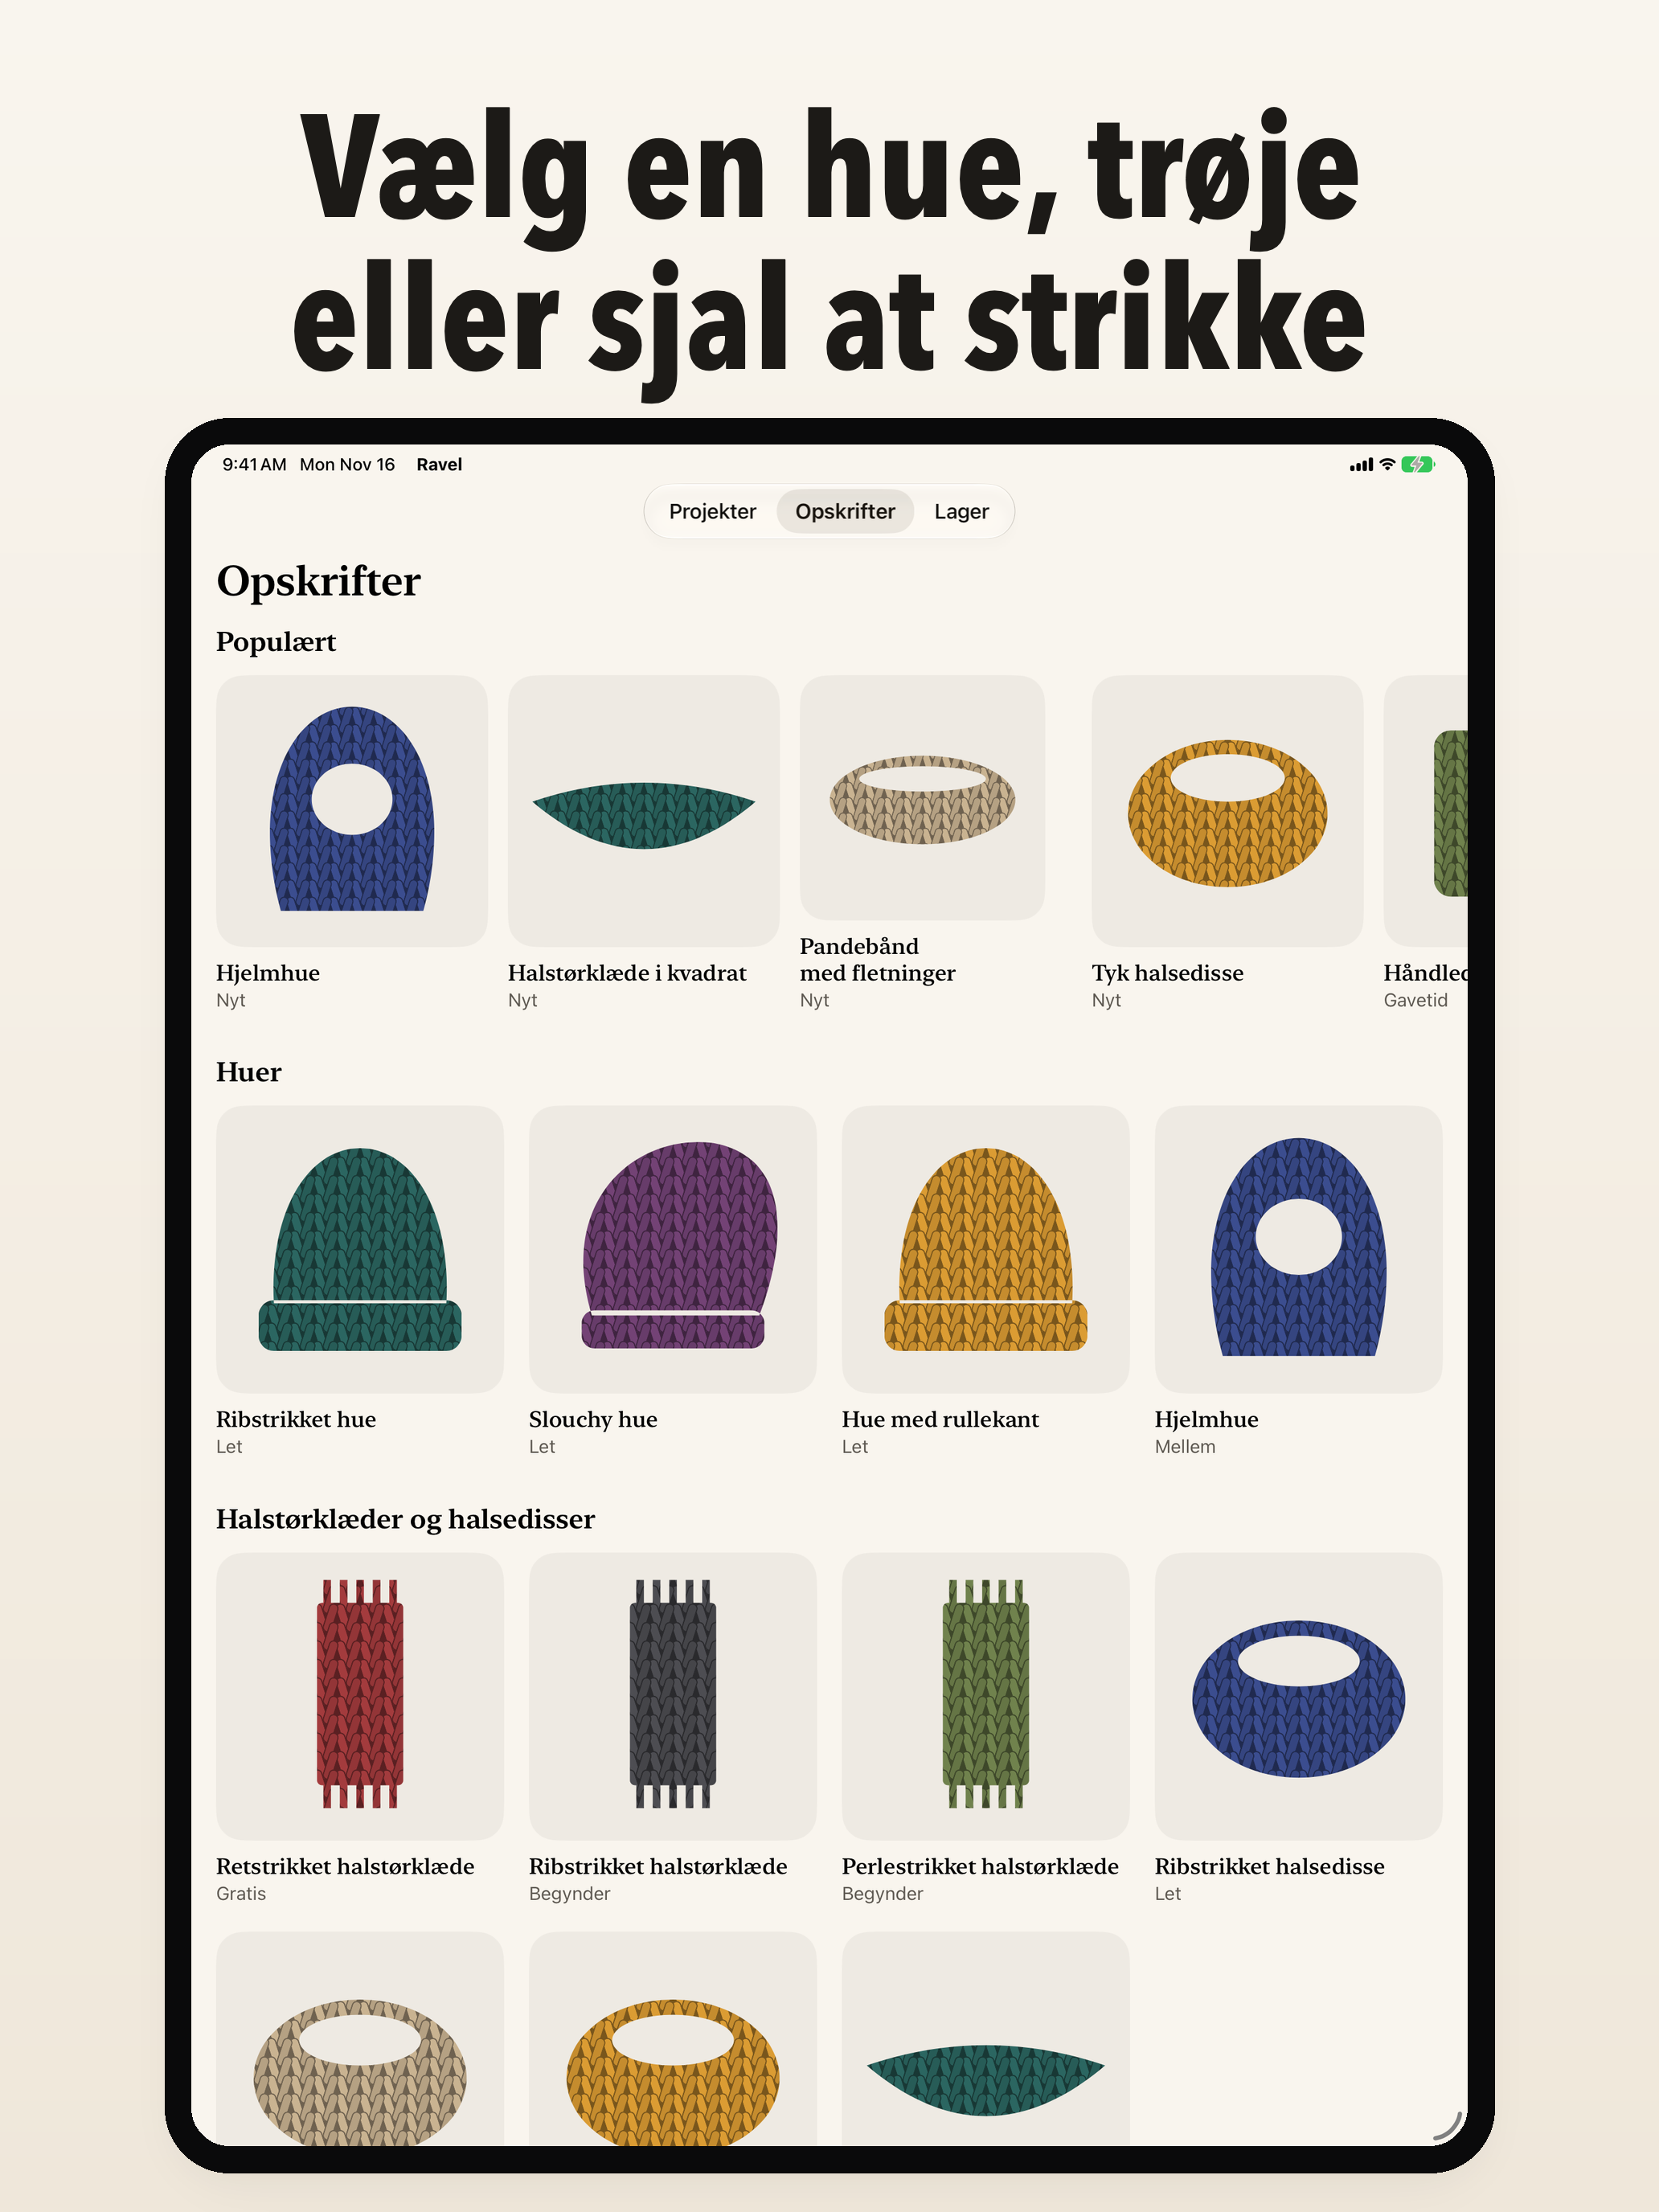 Vælg en hue, trøje
eller sjal at strikke
9:41 AM Mon Nov 16 Ravel
Projekter Opskrifter Lager
Opskrifter
Populært
Hjelmhue
Nyt
Halstørklæde i kvadrat
Nyt
Pandebånd
med fletninger
Nyt
Tyk halsedisse
Nyt
Gavetid
Huer
Ribstrikket hue
Let
Slouchy hue
Let
Hue med rullekant
Let
Hjelmhue
Mellem
Halstørklæder og halsedisser
Retstrikket halstørklæde
Gratis
Ribstrikket halstørklæde
Begynder
Perlestrikket halstørklæde
Begynder
Ribstrikket halsedisse
Let